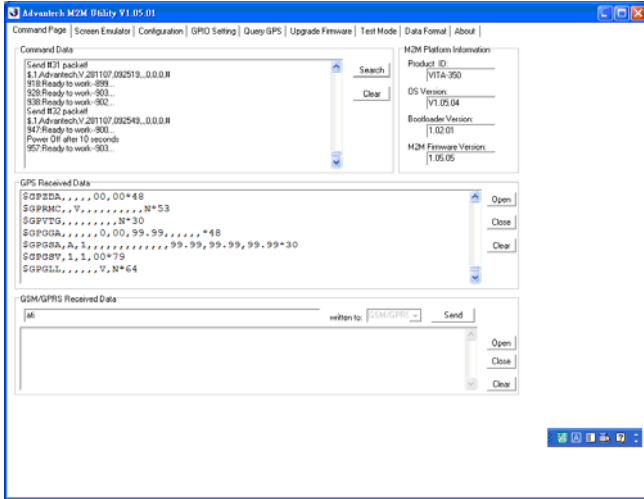 Advantech M2M Utility V1.05.01
Command Page | Screen Emulator | Configuration | GPIO Setting | Query GPS | Upgrade Firmware | Test Mode | Data Format | About
Command Data
Send #31 packet!
$,1,Advantech,V,281107,092519,,,0,0,0,#
918:Ready to work--899...
928:Ready to work--903...
938:Ready to work--902...
Send #32 packet!
$,1,Advantech,V,281107,092549,,,0,0,0,#
947:Ready to work--900...
Power Off after 10 seconds
957:Ready to work--903...
Search
Clear
M2M Platform Information
Product ID:
VITA-350
OS Version:
V1.05.04
Bootloader Version:
1.02.01
M2M Firmware Version:
1.05.05
GPS Received Data
$GPZDA,,,,,00,00*48
$GPRMC,,V,,,,,,,,,,N*53
$GPVTG,,,,,,,,,N*30
$GPGGA,,,,,,0,00,99.99,,,,,,*48
$GPGSA,A,1,,,,,,,,,,,,,99.99,99.99,99.99*30
$GPGSV,1,1,00*79
$GPGLL,,,,,,V,N*64
Open
Close
Clear
GSM/GPRS Received Data
ati
written to:
GSM/GPRS
Send
Open
Close
Clear